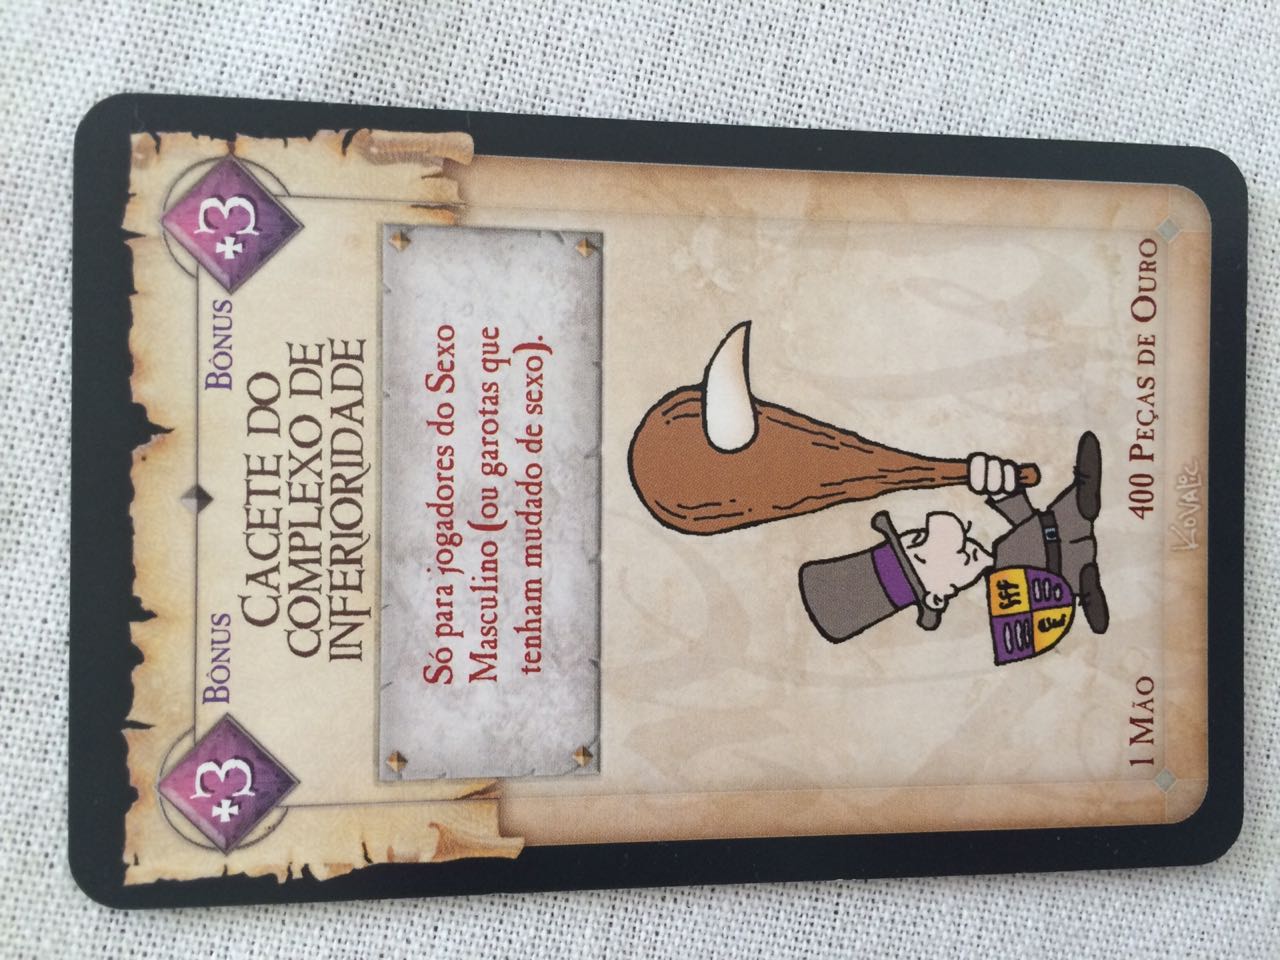 +3 BÔNUS BÔNUS +3
CACETE DO
COMPLEXO DE
INFERIORIDADE
Só para jogadores do Sexo
Masculino (ou garotas que
tenham mudado de sexo).
fff
1 MÃO 400 PEÇAS DE OURO
KOVALIC